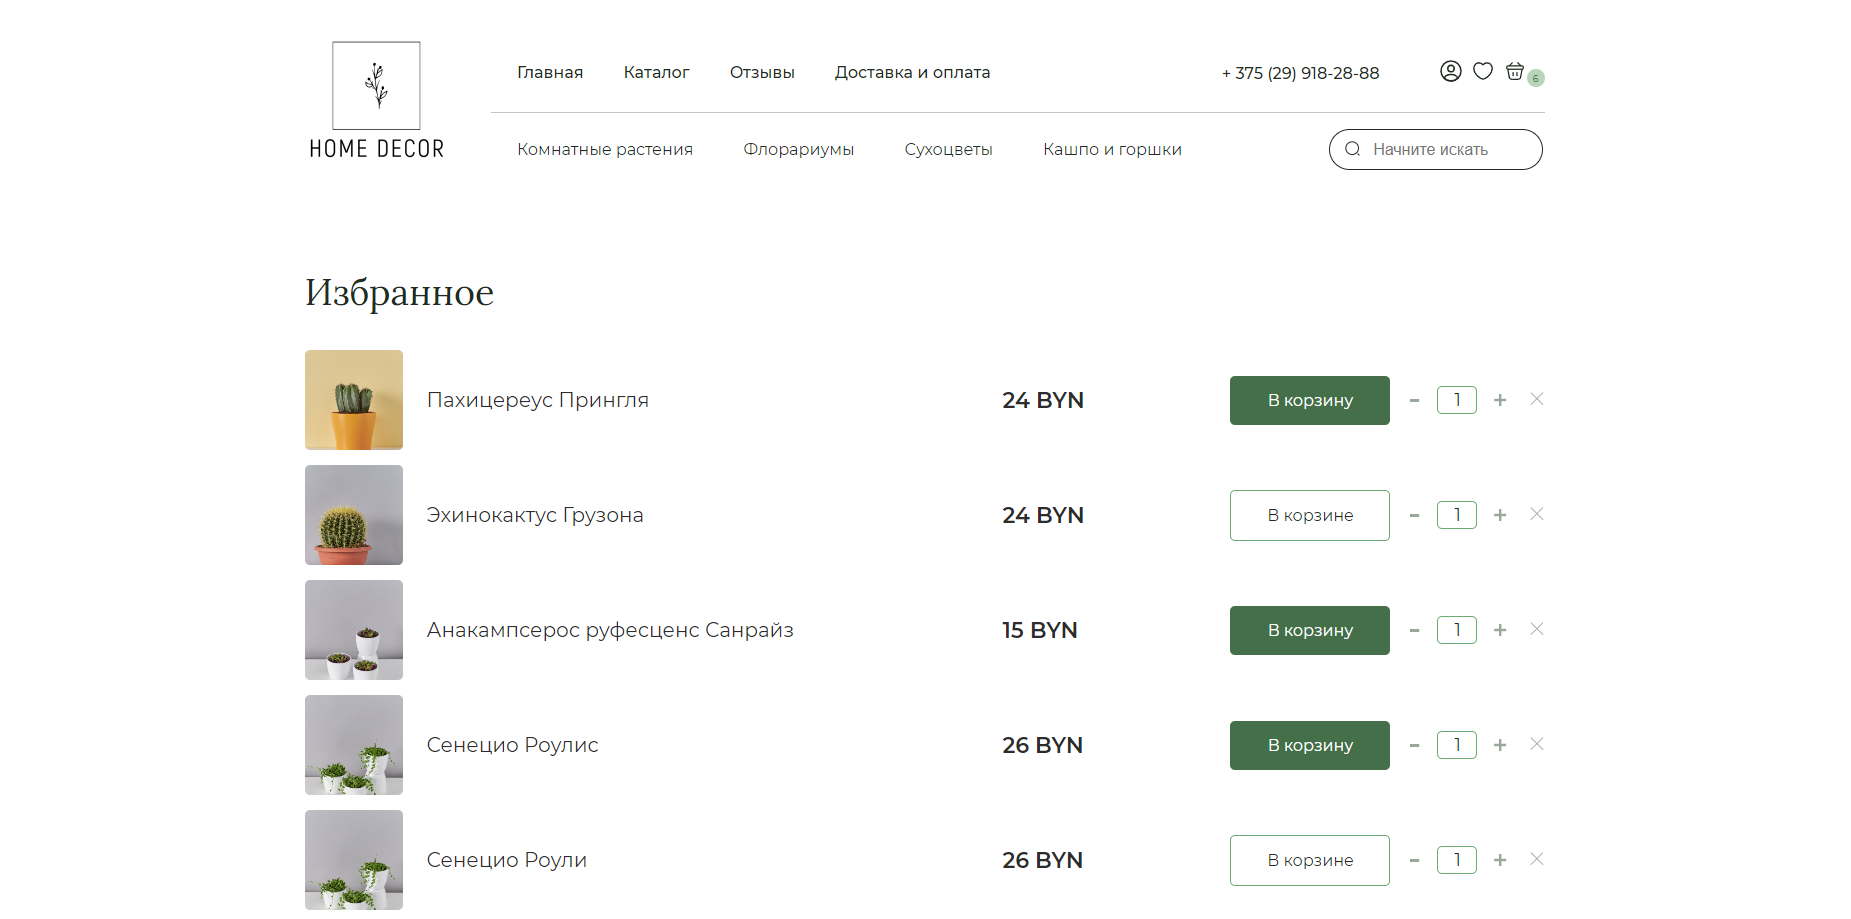 Главная Каталог Отзывы Доставка и оплата + 375 (29) 918-28-88 6
HOME DECOR
Комнатные растения Флорариумы Сухоцветы Кашпо и горшки Начните искать
Избранное
Пахицереус Прингля 24 BYN В корзину - 1 +
Эхинокактус Грузона 24 BYN В корзине - 1 +
Анакампсерос руфесценс Санрайз 15 BYN В корзину - 1 +
Сенецио Роулис 26 BYN В корзину - 1 +
Сенецио Роули 26 BYN В корзине - 1 +